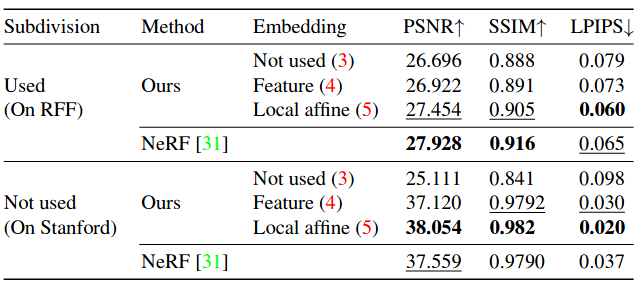 Subdivision Method Embedding PSNR↑ SSIM↑ LPIPS↓
Not used (3) 26.696 0.888 0.079
Used Ours Feature (4) 26.922 0.891 0.073
(On RFF) Local affine (5) 27.454 0.905 0.060
NeRF [31] 27.928 0.916 0.065
Not used (3) 25.111 0.841 0.098
Not used Ours Feature (4) 37.120 0.9792 0.030
(On Stanford) Local affine (5) 38.054 0.982 0.020
NeRF [31] 37.559 0.9790 0.037